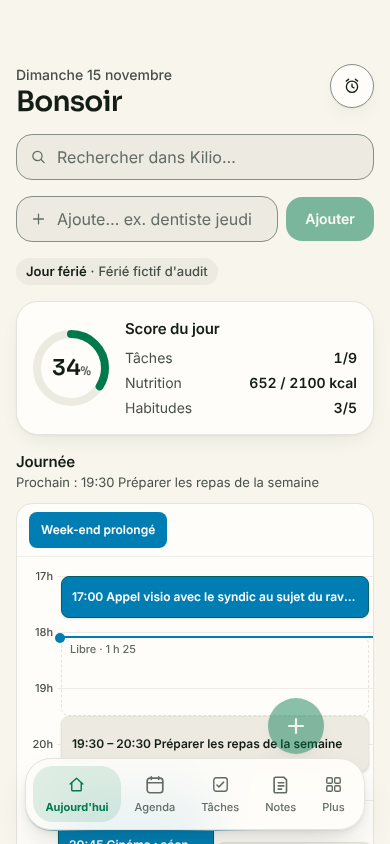 Dimanche 15 novembre
Bonsoir
Rechercher dans Kilio...
Ajoute... ex. dentiste jeudi
Ajouter
Jour férié · Férié fictif d'audit
Score du jour
34%
Tâches 1/9
Nutrition 652 / 2100 kcal
Habitudes 3/5
Journée
Prochain : 19:30 Préparer les repas de la semaine
Week-end prolongé
17h
17:00 Appel visio avec le syndic au sujet du rav...
18h
Libre · 1 h 25
19h
20h
19:30 – 20:30 Préparer les repas de la semaine
Aujourd'hui
Agenda
Tâches
Notes
Plus